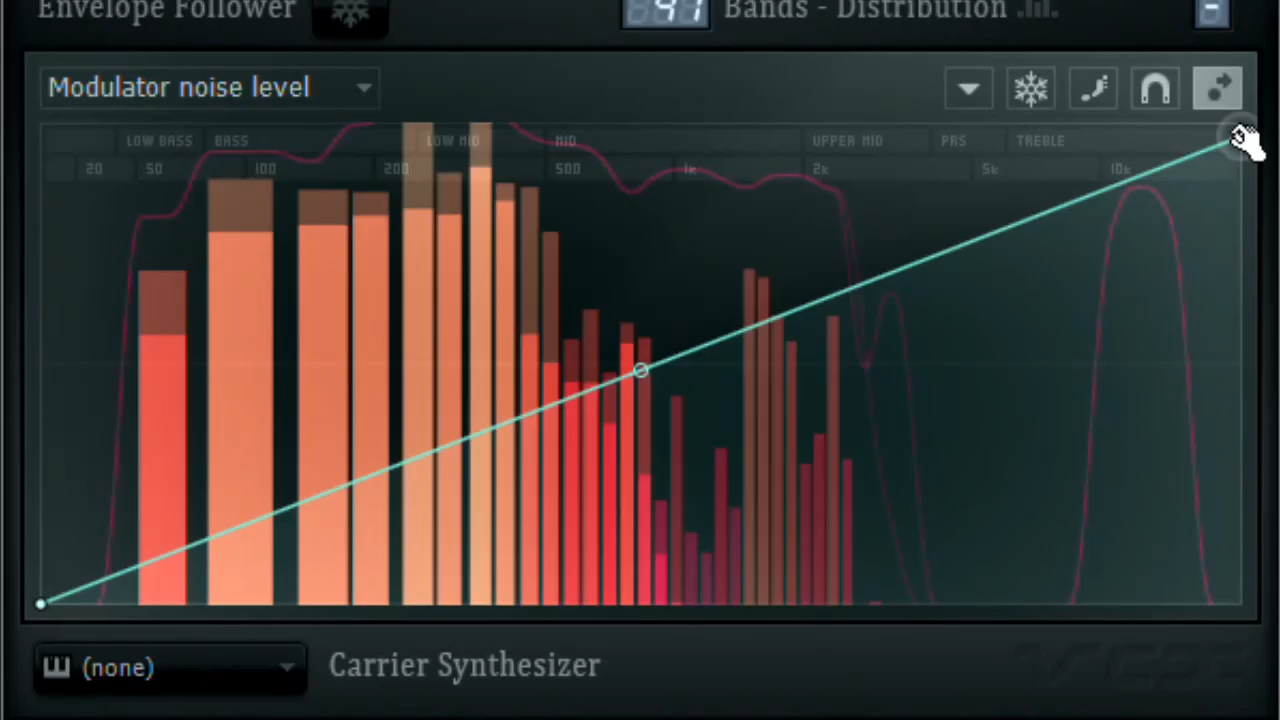 Envelope Follower
Bands - Distribution
Modulator noise level
LOW BASS BASS LOW MID MID UPPER MID PRS TREBLE
20 50 100 200 500 1k 2k 5k 10k
(none) Carrier Synthesizer